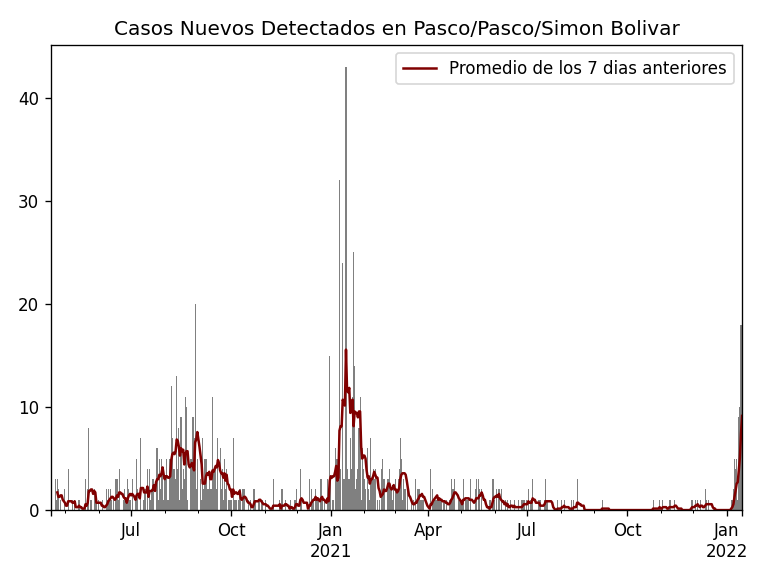 Casos Nuevos Detectados en Pasco/Pasco/Simon Bolivar
Promedio de los 7 dias anteriores
40
30
20
10
0
Jul Oct Jan Apr Jul Oct Jan
2021 2022